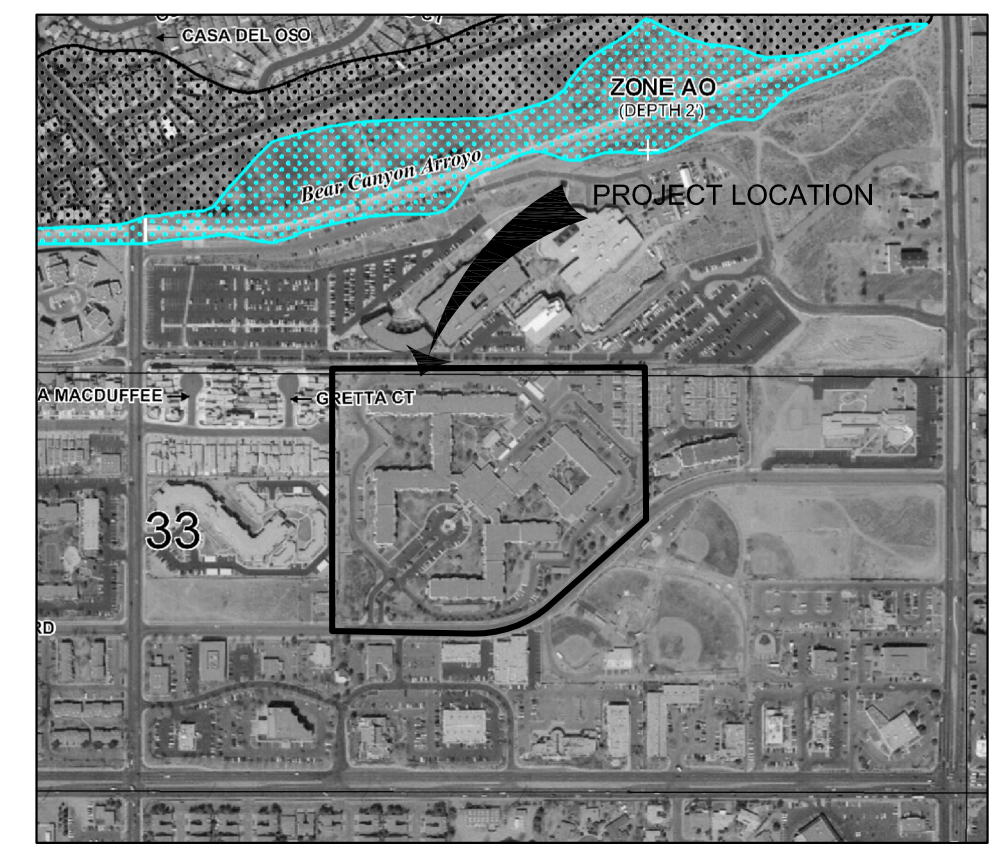 CASA DEL OSO
ZONE AO
(DEPTH 2')
Bear Canyon Arroyo
PROJECT LOCATION
A MACDUFFEE
GRETTA CT
33
RD